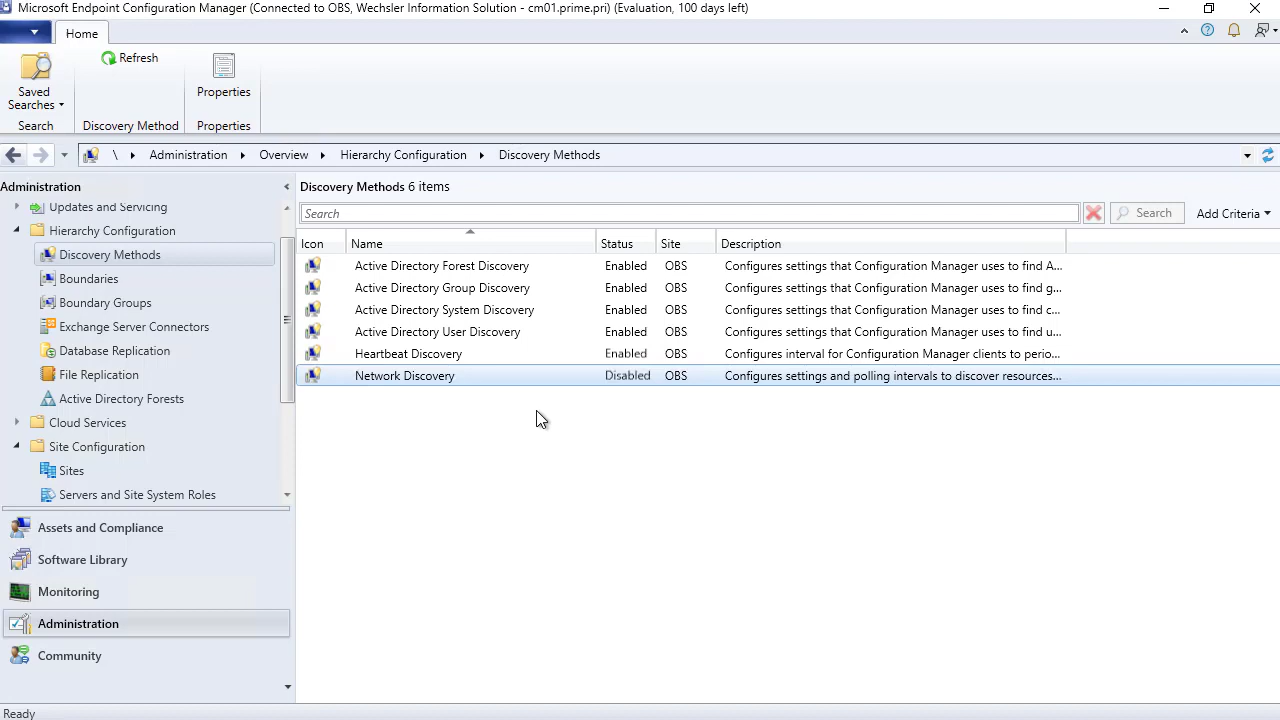 Microsoft Endpoint Configuration Manager (Connected to OBS, Wechsler Information Solution - cm01.prime.pri) (Evaluation, 100 days left)
Home
Saved Searches
Refresh
Properties
Search
Discovery Method
Properties
\ Administration Overview Hierarchy Configuration Discovery Methods
Administration
Updates and Servicing
Hierarchy Configuration
Discovery Methods
Boundaries
Boundary Groups
Exchange Server Connectors
Database Replication
File Replication
Active Directory Forests
Cloud Services
Site Configuration
Sites
Servers and Site System Roles
Assets and Compliance
Software Library
Monitoring
Administration
Community
Discovery Methods 6 items
Search Search Add Criteria
Icon Name Status Site Description
Active Directory Forest Discovery Enabled OBS Configures settings that Configuration Manager uses to find A...
Active Directory Group Discovery Enabled OBS Configures settings that Configuration Manager uses to find g...
Active Directory System Discovery Enabled OBS Configures settings that Configuration Manager uses to find c...
Active Directory User Discovery Enabled OBS Configures settings that Configuration Manager uses to find u...
Heartbeat Discovery Enabled OBS Configures interval for Configuration Manager clients to perio...
Network Discovery Disabled OBS Configures settings and polling intervals to discover resources...
Ready